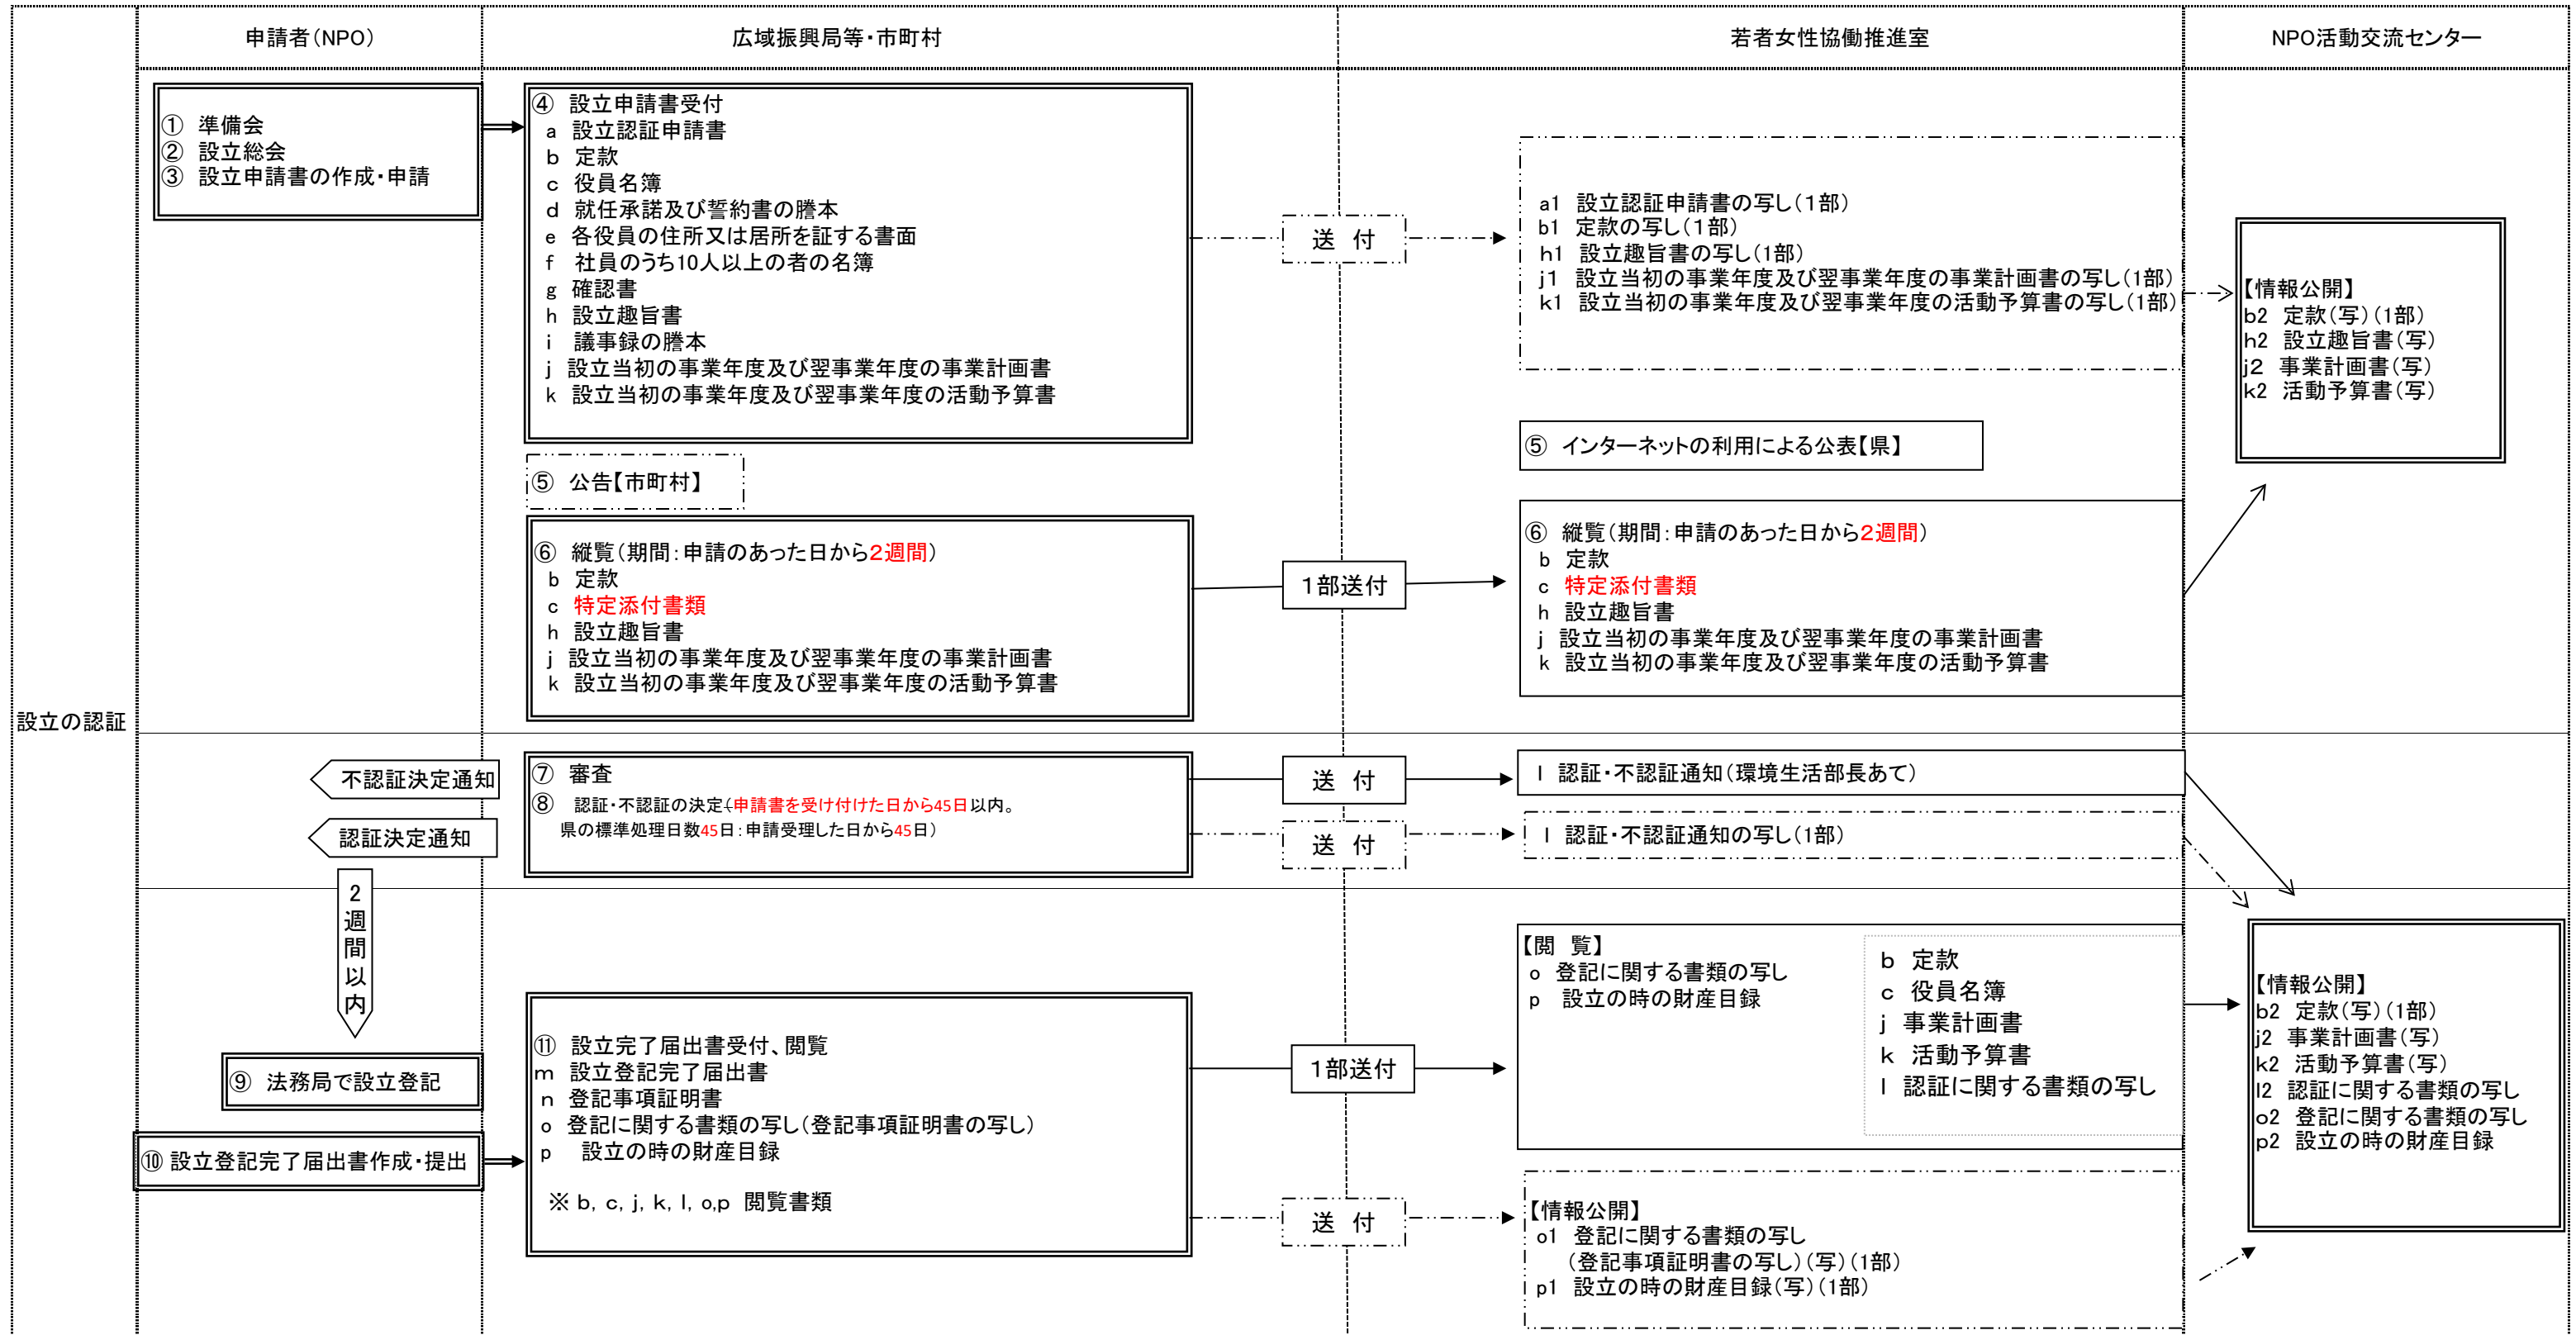 申請者(NPO)
広域振興局等・市町村
若者女性協働推進室
NPO活動交流センター
設立の認証
① 準備会
② 設立総会
③ 設立申請書の作成・申請
④ 設立申請書受付
a 設立認証申請書
b 定款
c 役員名簿
d 就任承諾及び誓約書の謄本
e 各役員の住所又は居所を証する書面
f 社員のうち10人以上の者の名簿
g 確認書
h 設立趣旨書
i 議事録の謄本
j 設立当初の事業年度及び翌事業年度の事業計画書
k 設立当初の事業年度及び翌事業年度の活動予算書
送 付
a1 設立認証申請書の写し(1部)
b1 定款の写し(1部)
h1 設立趣旨書の写し(1部)
j1 設立当初の事業年度及び翌事業年度の事業計画書の写し(1部)
k1 設立当初の事業年度及び翌事業年度の活動予算書の写し(1部)
【情報公開】
b2 定款(写)(1部)
h2 設立趣旨書(写)
j2 事業計画書(写)
k2 活動予算書(写)
⑤ 公告【市町村】
⑤ インターネットの利用による公表【県】
⑥ 縦覧(期間:申請のあった日から2週間)
b 定款
c 特定添付書類
h 設立趣旨書
j 設立当初の事業年度及び翌事業年度の事業計画書
k 設立当初の事業年度及び翌事業年度の活動予算書
1部送付
⑥ 縦覧(期間:申請のあった日から2週間)
b 定款
c 特定添付書類
h 設立趣旨書
j 設立当初の事業年度及び翌事業年度の事業計画書
k 設立当初の事業年度及び翌事業年度の活動予算書
不認証決定通知
認証決定通知
⑦ 審査
⑧ 認証・不認証の決定(申請書を受け付けた日から45日以内。
県の標準処理日数45日:申請受理した日から45日)
送 付
l 認証・不認証通知(環境生活部長あて)
送 付
l 認証・不認証通知の写し(1部)
2週間以内
⑨ 法務局で設立登記
⑩ 設立登記完了届出書作成・提出
⑪ 設立完了届出書受付、閲覧
m 設立登記完了届出書
n 登記事項証明書
o 登記に関する書類の写し(登記事項証明書の写し)
p 設立の時の財産目録
※ b, c, j, k, l, o,p 閲覧書類
1部送付
【閲 覧】
o 登記に関する書類の写し
p 設立の時の財産目録
b 定款
c 役員名簿
j 事業計画書
k 活動予算書
l 認証に関する書類の写し
送 付
【情報公開】
o1 登記に関する書類の写し
(登記事項証明書の写し)(写)(1部)
p1 設立の時の財産目録(写)(1部)
【情報公開】
b2 定款(写)(1部)
j2 事業計画書(写)
k2 活動予算書(写)
l2 認証に関する書類の写し
o2 登記に関する書類の写し
p2 設立の時の財産目録